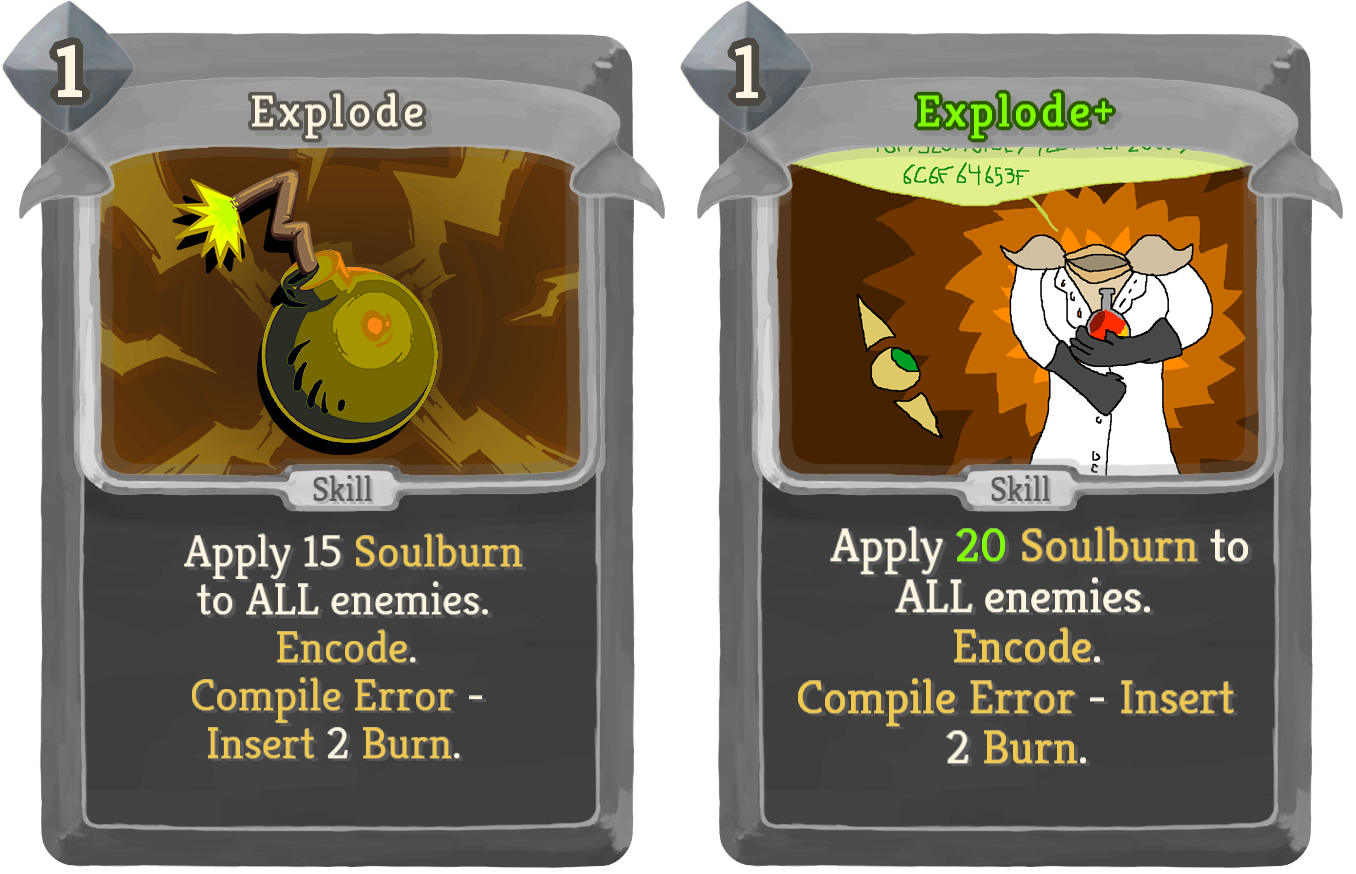 1
Explode
Skill
Apply 15 Soulburn
to ALL enemies.
Encode.
Compile Error -
Insert 2 Burn.
1
Explode+
6C6F64653F
Skill
Apply 20 Soulburn to
ALL enemies.
Encode.
Compile Error - Insert
2 Burn.